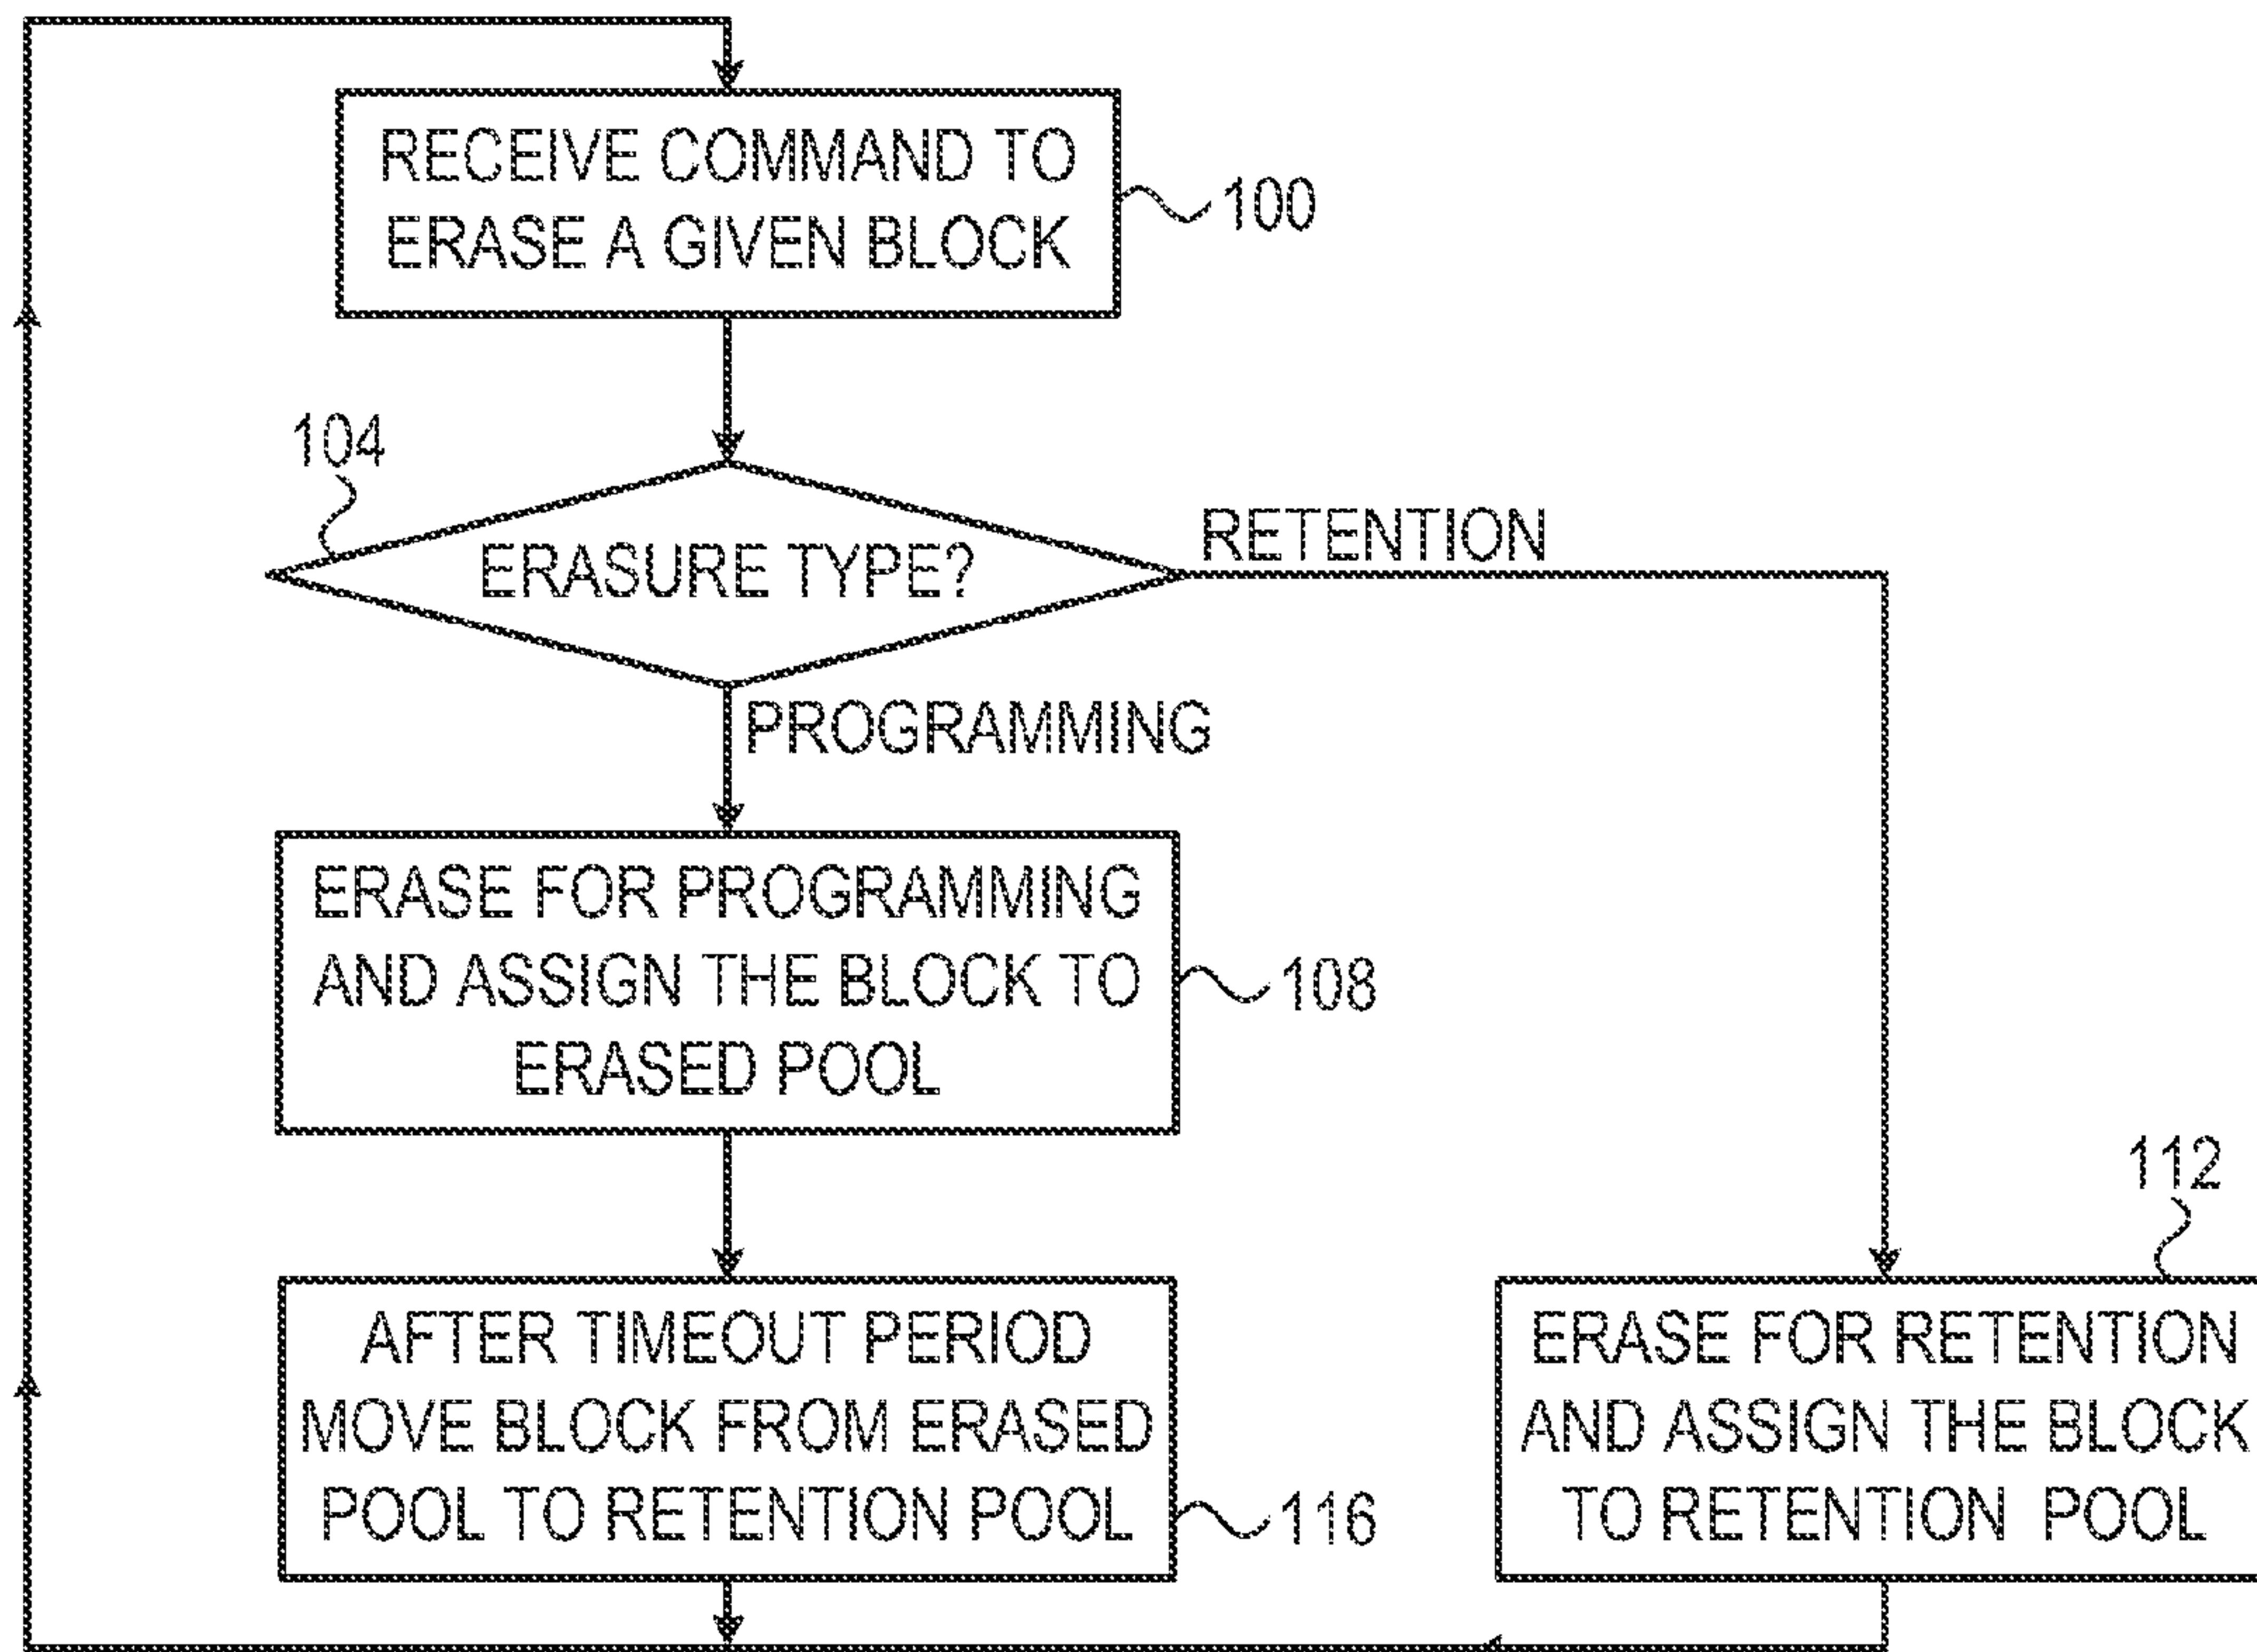 RECEIVE COMMAND TO
ERASE A GIVEN BLOCK
100
104
ERASURE TYPE?
RETENTION
PROGRAMMING
ERASE FOR PROGRAMMING
AND ASSIGN THE BLOCK TO
ERASED POOL
108
112
AFTER TIMEOUT PERIOD
MOVE BLOCK FROM ERASED
POOL TO RETENTION POOL
116
ERASE FOR RETENTION
AND ASSIGN THE BLOCK
TO RETENTION POOL